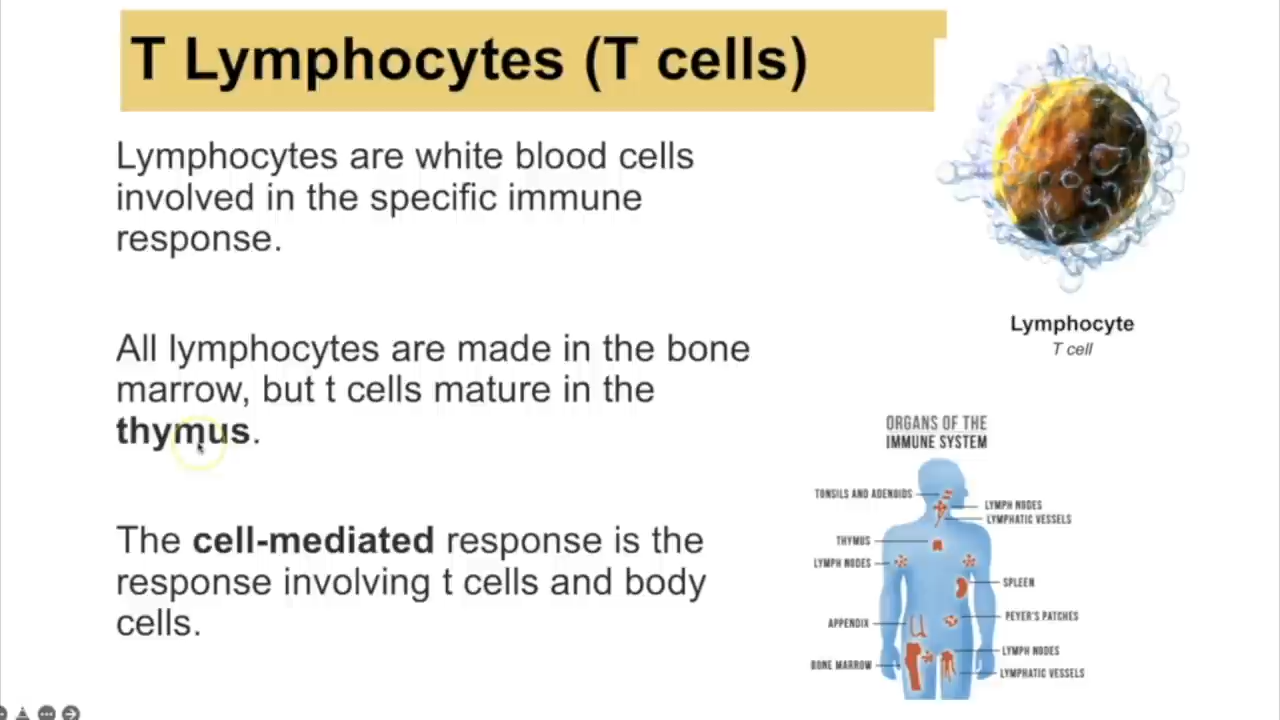 T Lymphocytes (T cells)
Lymphocytes are white blood cells
involved in the specific immune
response.
All lymphocytes are made in the bone
marrow, but t cells mature in the
thymus.
The cell-mediated response is the
response involving t cells and body
cells.
Lymphocyte
T cell
ORGANS OF THE
IMMUNE SYSTEM
TONSILS AND ADENOIDS
LYMPH NODES
LYMPHATIC VESSELS
THYMUS
LYMPH NODES
SPLEEN
PEYER'S PATCHES
APPENDIX
LYMPH NODES
BONE MARROW
LYMPHATIC VESSELS